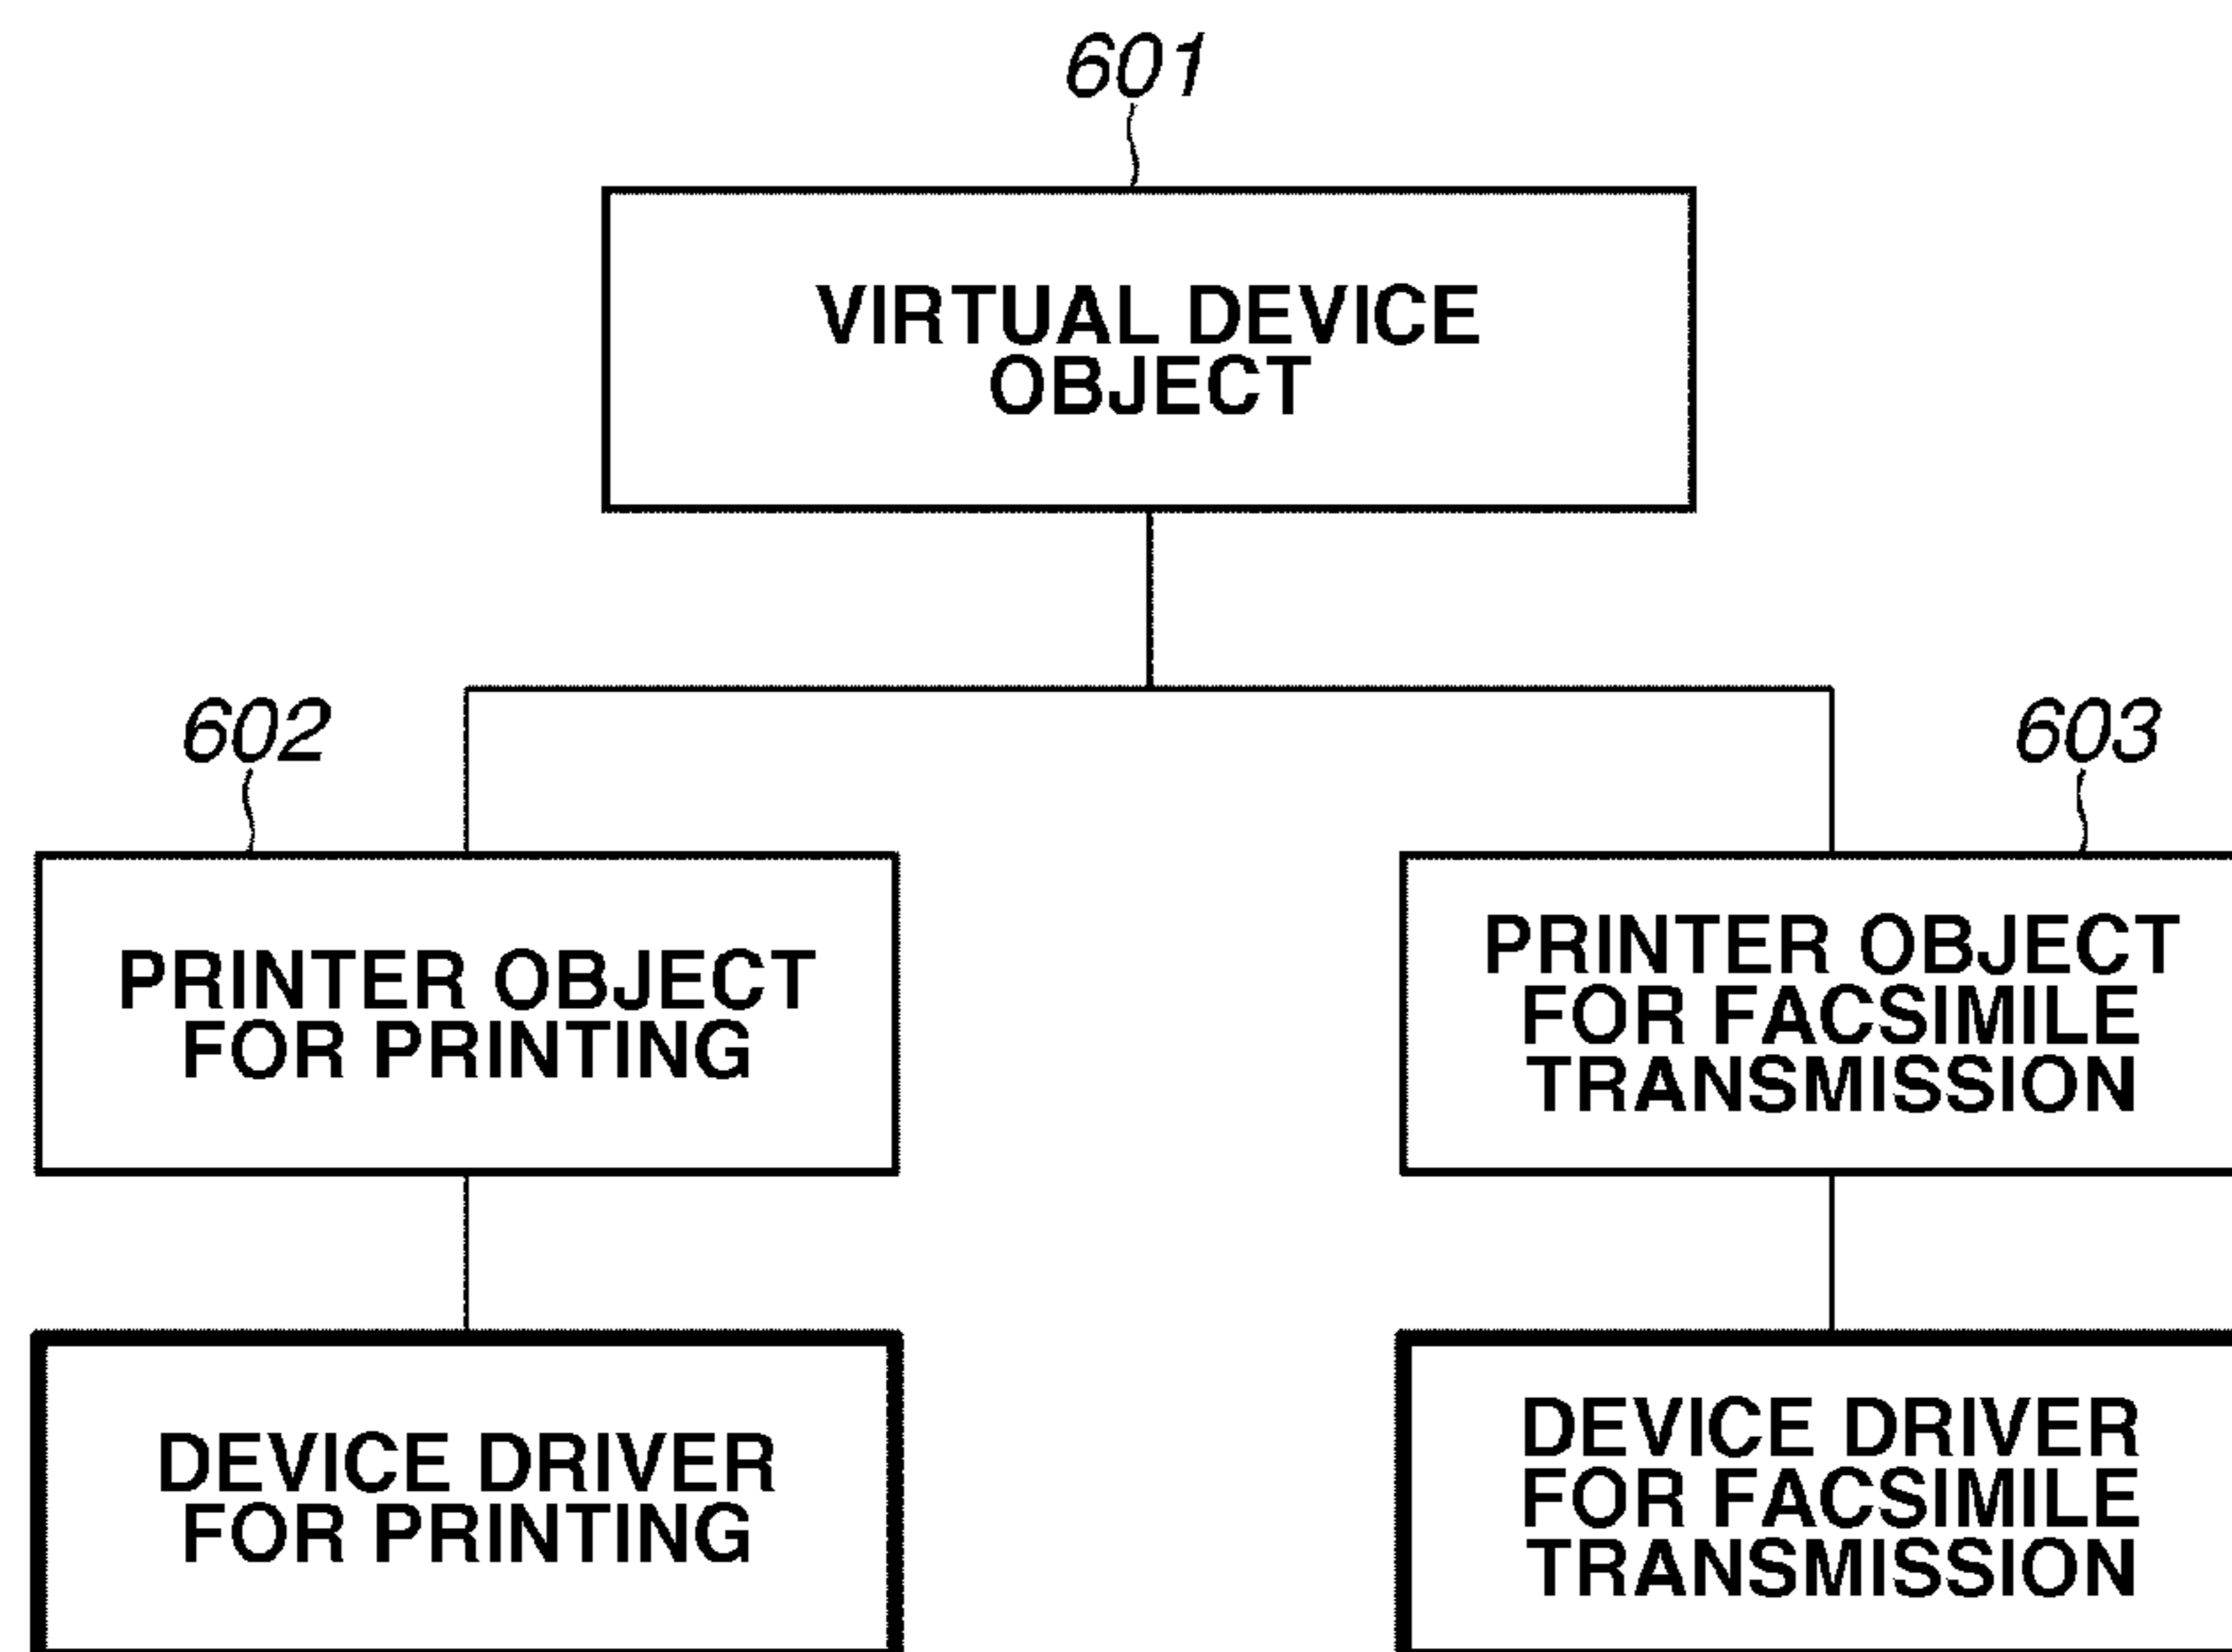 601
VIRTUAL DEVICE
OBJECT
602
603
PRINTER OBJECT
FOR PRINTING
PRINTER OBJECT
FOR FACSIMILE
TRANSMISSION
DEVICE DRIVER
FOR PRINTING
DEVICE DRIVER
FOR FACSIMILE
TRANSMISSION